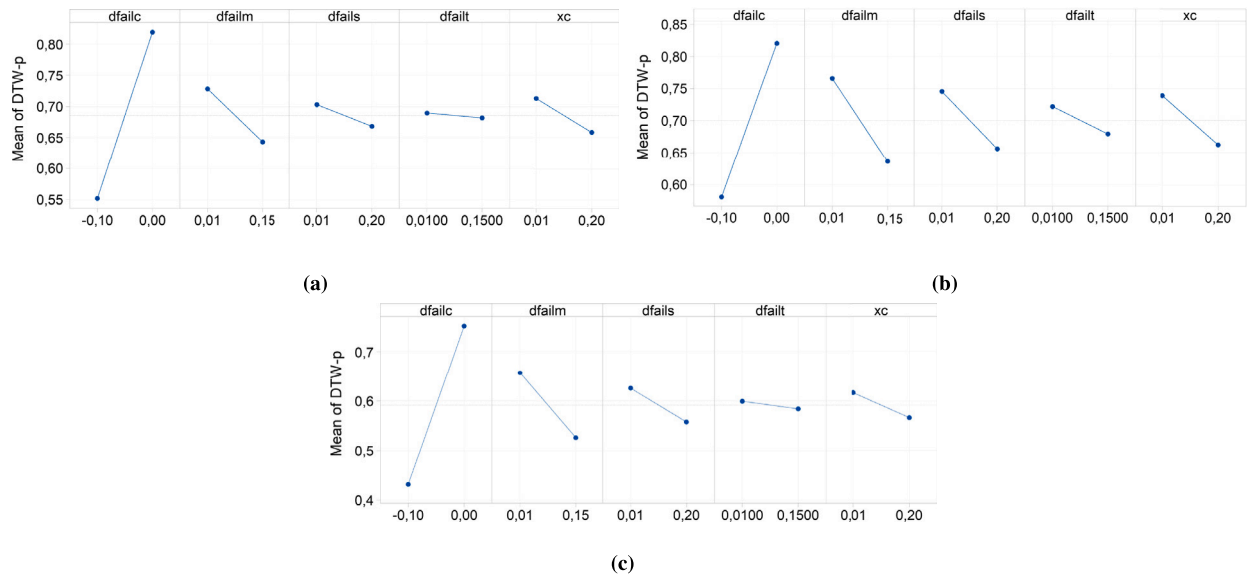 dfailc dfailm dfails dfailt xc
Mean of DTW-p
0,80
0,75
0,70
0,65
0,60
0,55
-0,10 0,00 0,01 0,15 0,01 0,20 0,0100 0,1500 0,01 0,20
(a)
dfailc dfailm dfails dfailt xc
Mean of DTW-p
0,85
0,80
0,75
0,70
0,65
0,60
-0,10 0,00 0,01 0,15 0,01 0,20 0,0100 0,1500 0,01 0,20
(b)
dfailc dfailm dfails dfailt xc
Mean of DTW-p
0,7
0,6
0,5
0,4
-0,10 0,00 0,01 0,15 0,01 0,20 0,0100 0,1500 0,01 0,20
(c)